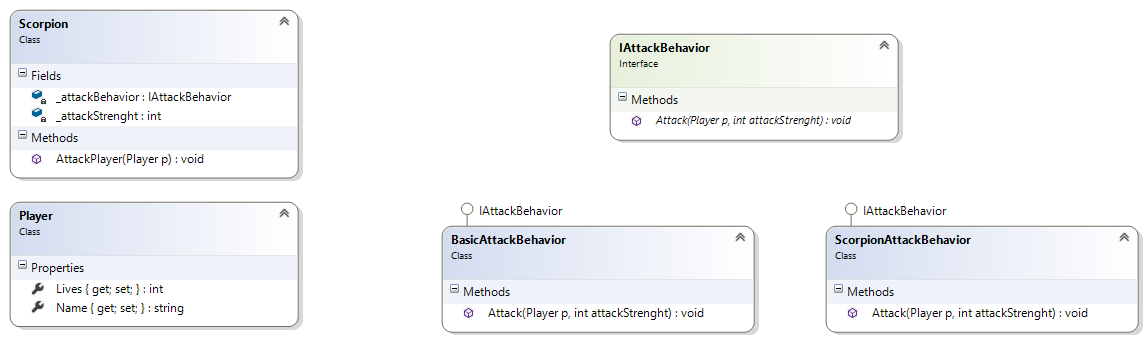 Scorpion
Class
Fields
_attackBehavior : IAttackBehavior
_attackStrenght : int
Methods
AttackPlayer(Player p) : void
Player
Class
Properties
Lives { get; set; } : int
Name { get; set; } : string
IAttackBehavior
Interface
Methods
Attack(Player p, int attackStrenght) : void
IAttackBehavior
BasicAttackBehavior
Class
Methods
Attack(Player p, int attackStrenght) : void
IAttackBehavior
ScorpionAttackBehavior
Class
Methods
Attack(Player p, int attackStrenght) : void